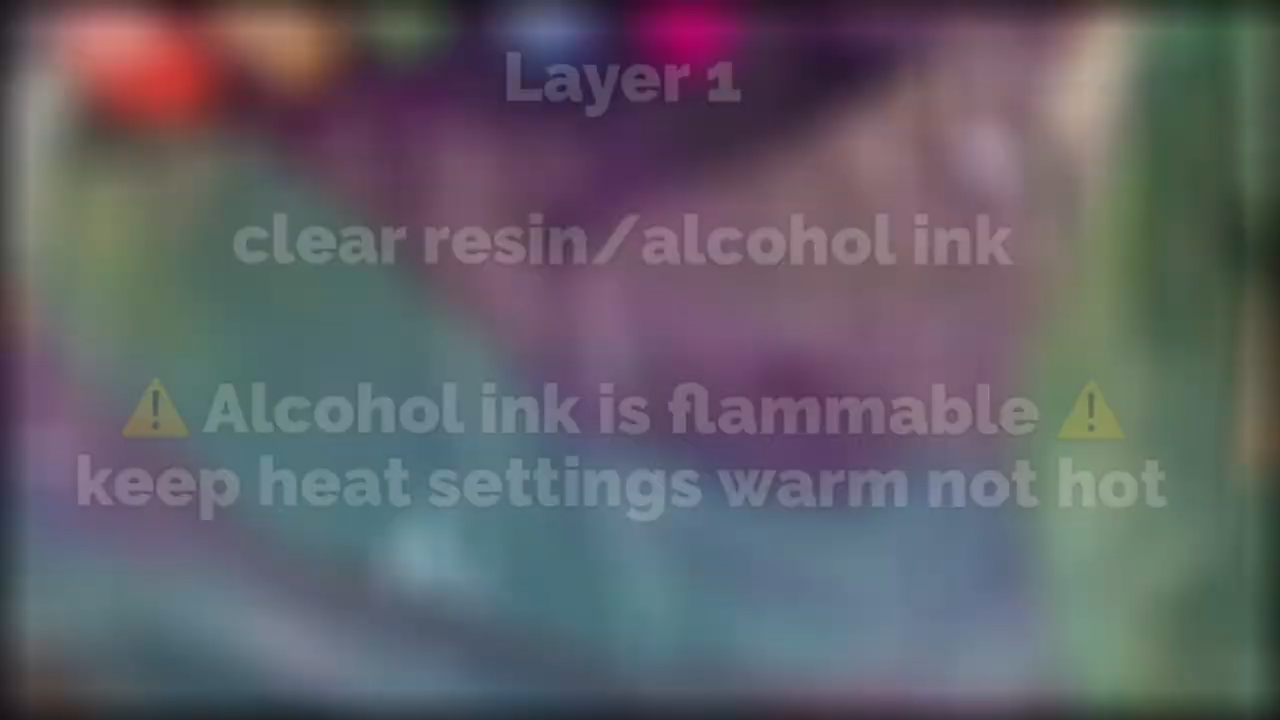 Layer 1
clear resin/alcohol ink
⚠️ Alcohol ink is flammable ⚠️
keep heat settings warm not hot